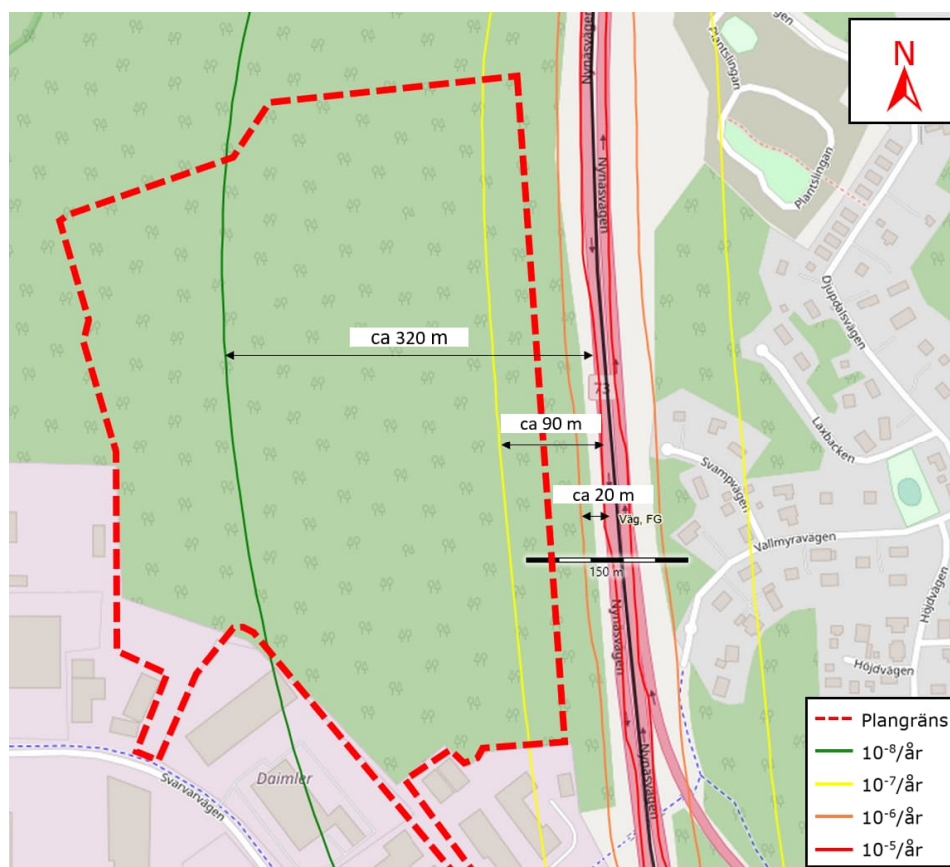 N
Nynäsvägen
Plantslingan
Nynäsvägen
Plantslingan
Djupdalsvägen
ca 320 m
73
Laxbacken
ca 90 m
Svampvägen
ca 20 m
Väg, FG
Vallmyravägen
150 m
Höjdvägen
Nynäsvägen
Höjdvägen
Nynäsvägen
Svarvarvägen
Daimler
Plangräns
10⁻⁸/år
10⁻⁷/år
10⁻⁶/år
10⁻⁵/år